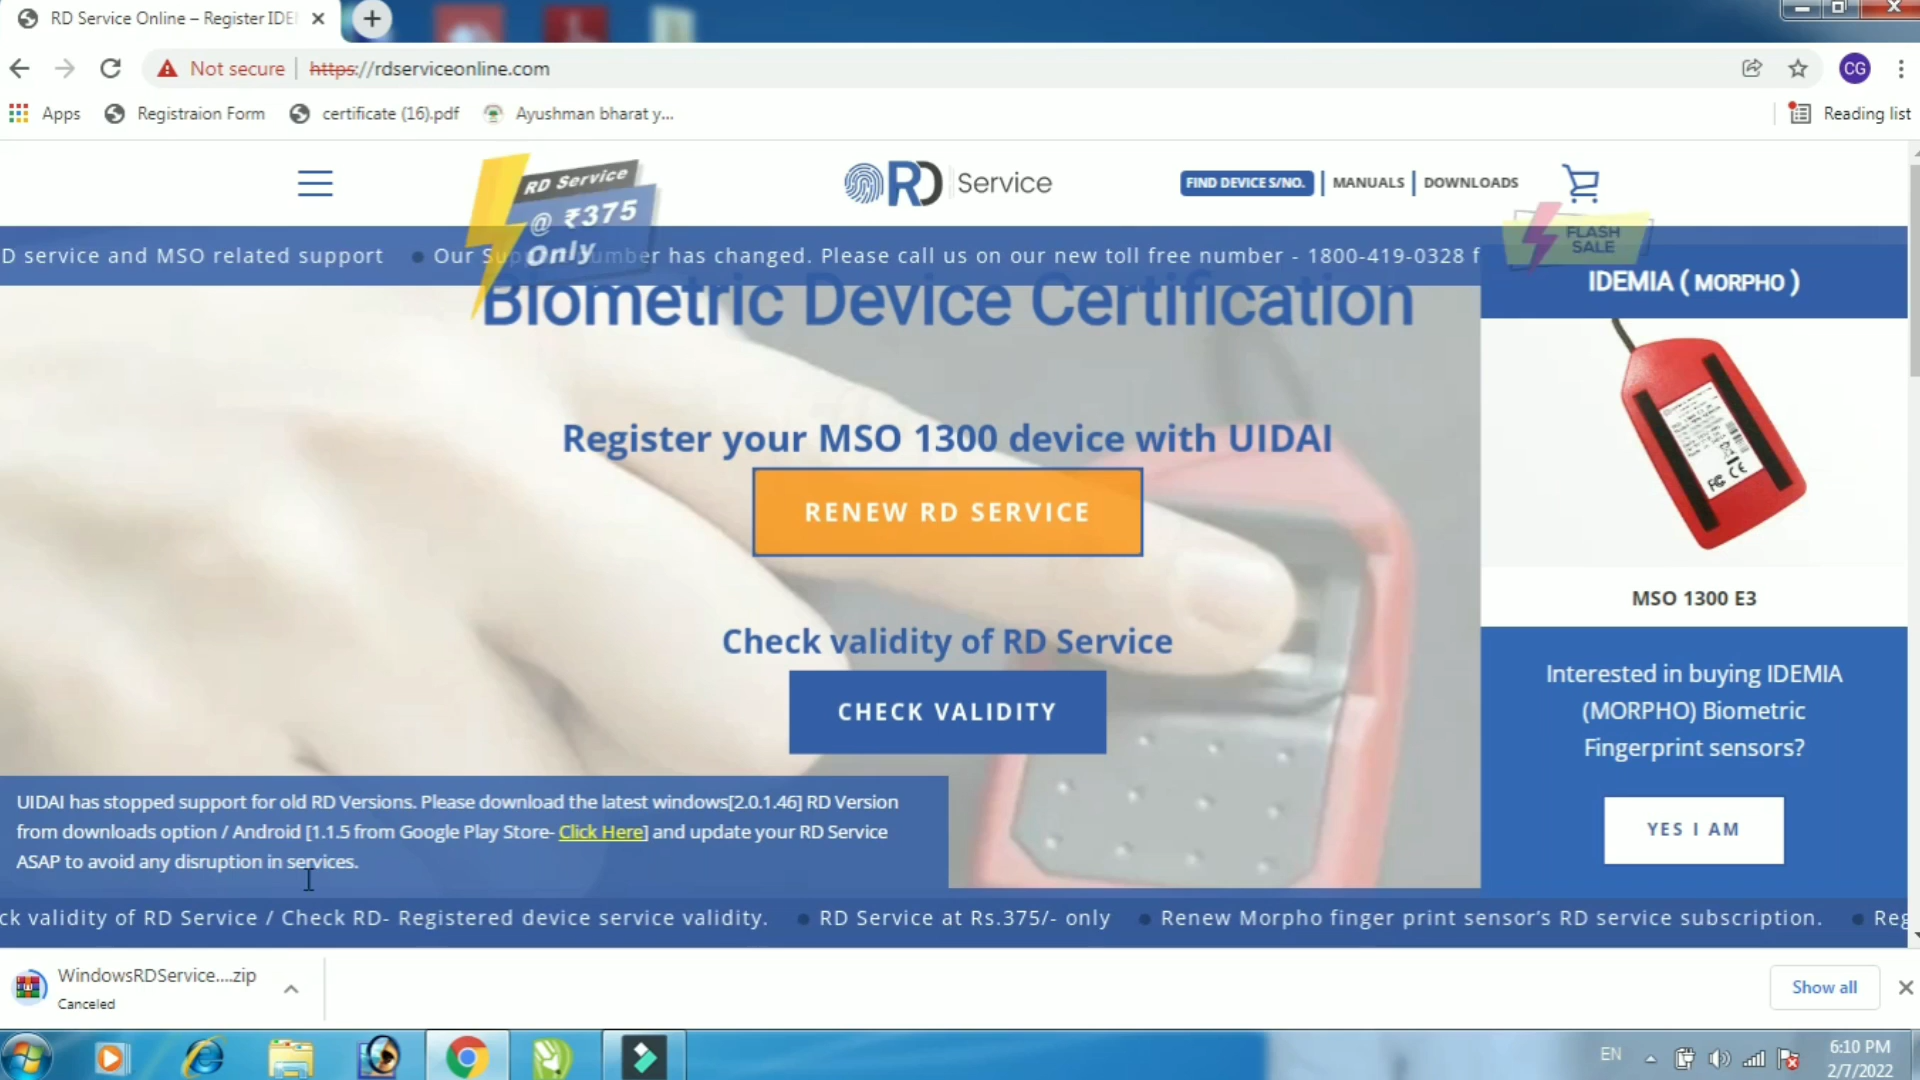 RD Service Online – Register IDE
Not secure | https://rdserviceonline.com
CG
Apps
Registraion Form
certificate (16).pdf
Ayushman bharat y...
Reading list
RD Service
@ ₹375
Only
RD Service
FIND DEVICE S/NO. | MANUALS | DOWNLOADS
FLASH
SALE
D service and MSO related support
Our Support number has changed. Please call us on our new toll free number - 1800-419-0328 f
Biometric Device Certification
Register your MSO 1300 device with UIDAI
RENEW RD SERVICE
Check validity of RD Service
CHECK VALIDITY
IDEMIA ( MORPHO )
FC CE
MSO 1300 E3
Interested in buying IDEMIA
(MORPHO) Biometric
Fingerprint sensors?
YES I AM
UIDAI has stopped support for old RD Versions. Please download the latest windows[2.0.1.46] RD Version
from downloads option / Android [1.1.5 from Google Play Store- Click Here] and update your RD Service
ASAP to avoid any disruption in services.
ck validity of RD Service / Check RD- Registered device service validity.
RD Service at Rs.375/- only
Renew Morpho finger print sensor’s RD service subscription.
Reg
WindowsRDService....zip
Canceled
Show all
EN
6:10 PM
2/7/2022